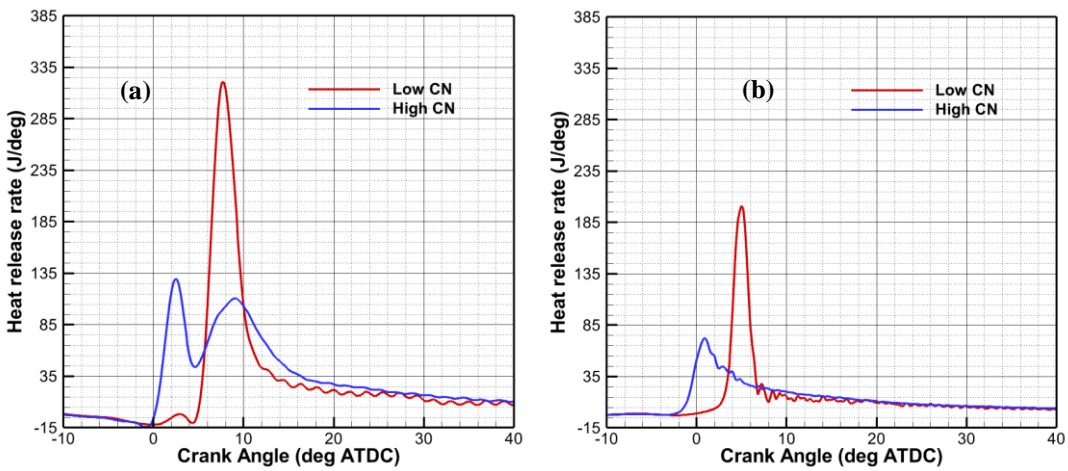 385
335
285
235
185
135
85
35
-15
Heat release rate (J/deg)
(a)
Low CN
High CN
-10 0 10 20 30 40
Crank Angle (deg ATDC)
385
335
285
235
185
135
85
35
-15
Heat release rate (J/deg)
(b)
Low CN
High CN
-10 0 10 20 30 40
Crank Angle (deg ATDC)